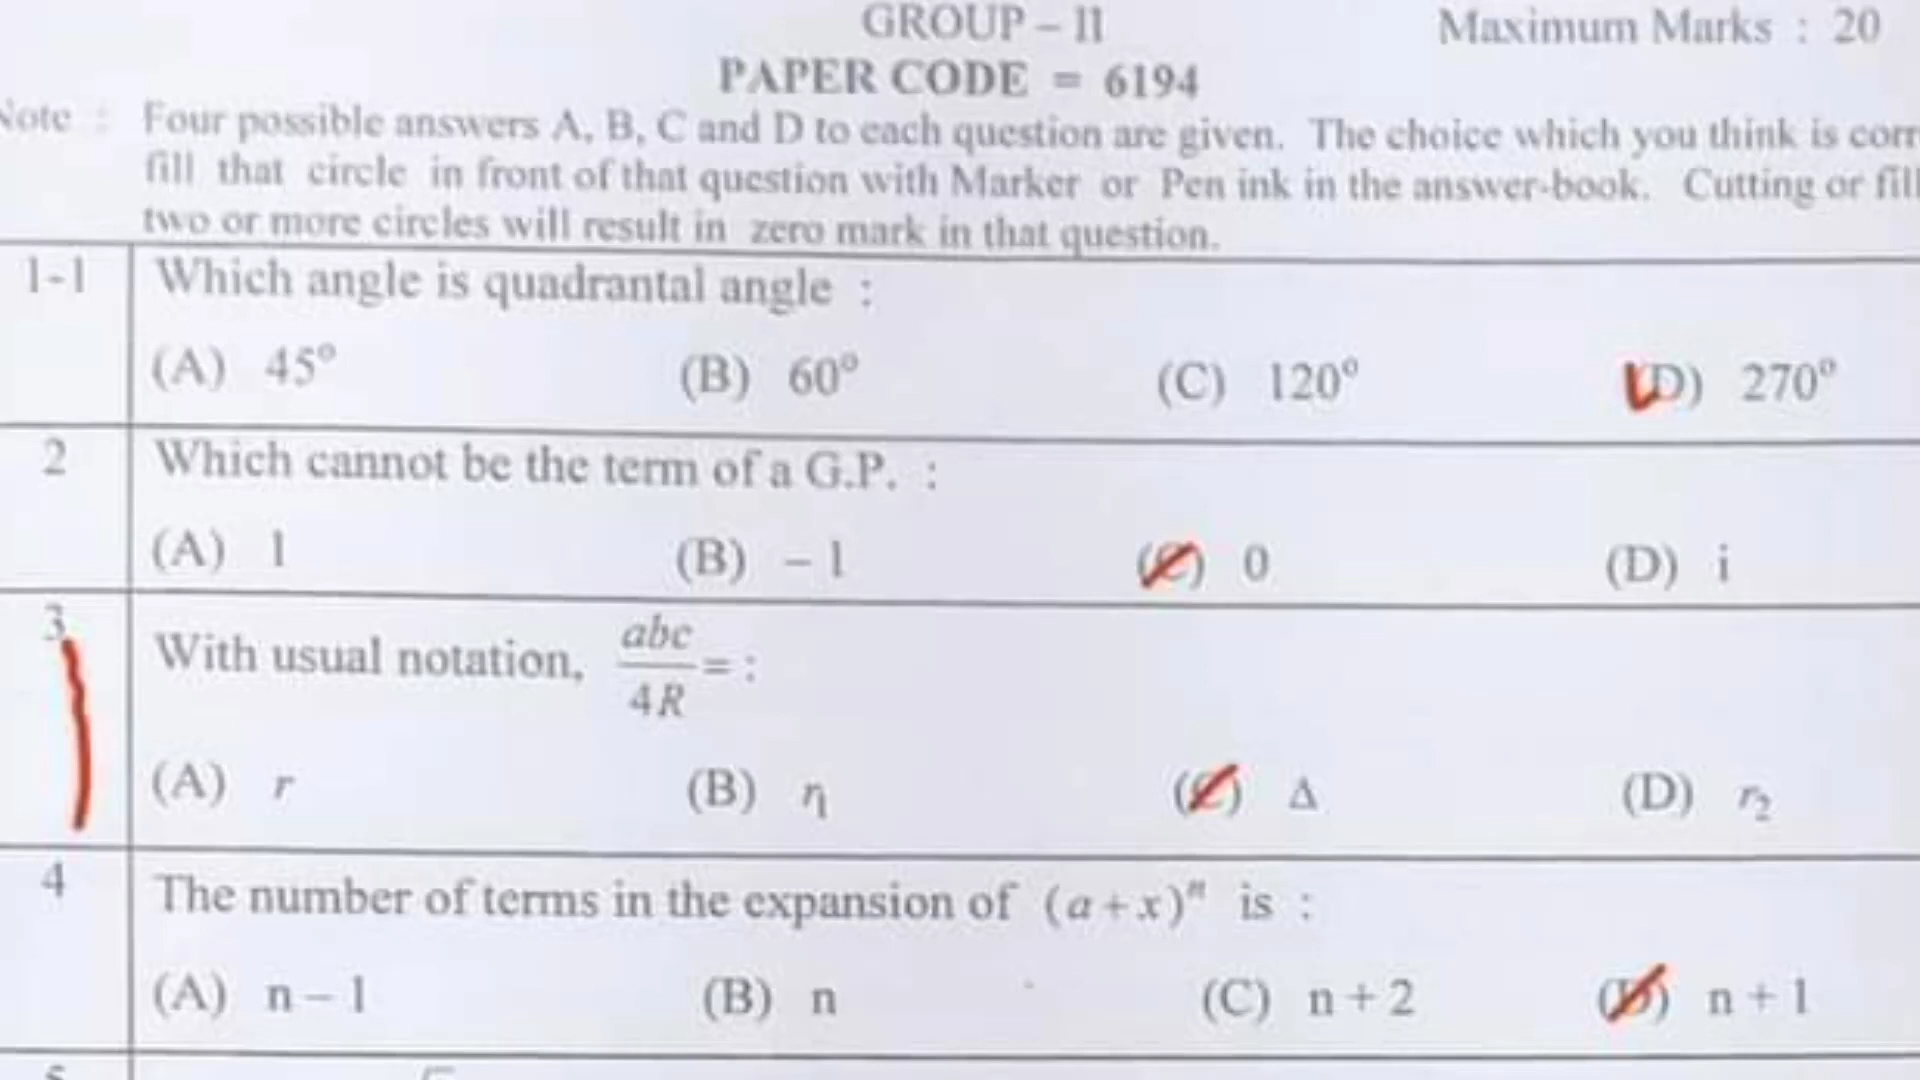 GROUP – II Maximum Marks : 20
PAPER CODE = 6194
Note : Four possible answers A, B, C and D to each question are given. The choice which you think is corr
fill that circle in front of that question with Marker or Pen ink in the answer-book. Cutting or fill
two or more circles will result in zero mark in that question.
1-1 Which angle is quadrantal angle :
(A) 45° (B) 60° (C) 120° (D) 270°
2 Which cannot be the term of a G.P. :
(A) 1 (B) – 1 (C) 0 (D) i
3 With usual notation, abc/4R = :
(A) r (B) r₁ (C) Δ (D) r₂
4 The number of terms in the expansion of (a+x)ⁿ is :
(A) n – 1 (B) n (C) n + 2 (D) n + 1